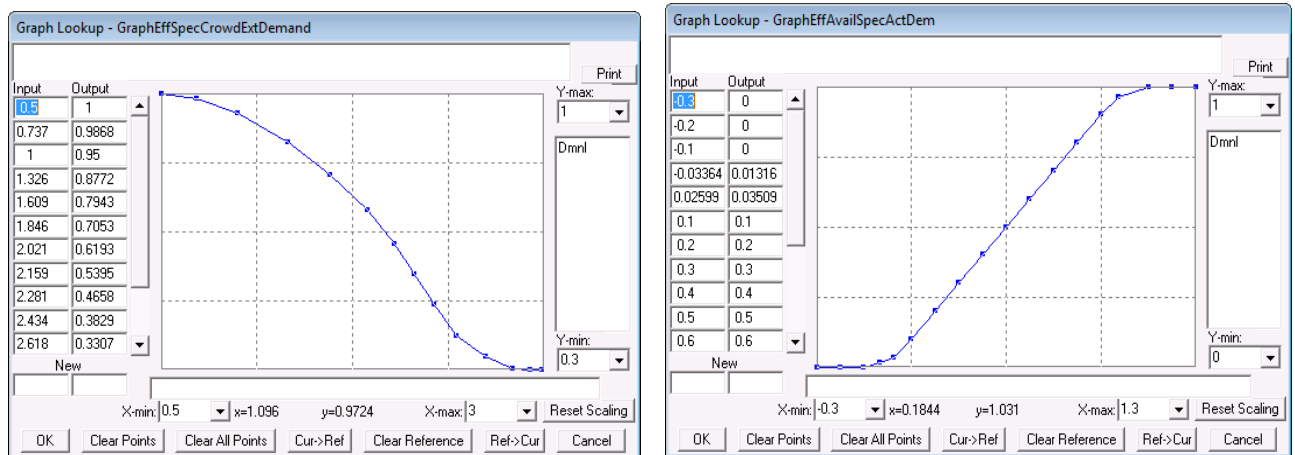 Graph Lookup - GraphEffSpecCrowdExtDemand
Print
Input Output Y-max:
0.5 1 1
0.737 0.9868
1 0.95 Dmnl
1.326 0.8772
1.609 0.7943
1.846 0.7053
2.021 0.6193
2.159 0.5395
2.281 0.4658
2.434 0.3829
2.618 0.3307 Y-min:
New 0.3
X-min: 0.5 x=1.096 y=0.9724 X-max: 3 Reset Scaling
OK Clear Points Clear All Points Cur->Ref Clear Reference Ref->Cur Cancel
Graph Lookup - GraphEffAvailSpecActDem
Print
Input Output Y-max:
-0.3 0 1
-0.2 0
-0.1 0 Dmnl
-0.03364 0.01316
0.02599 0.03509
0.1 0.1
0.2 0.2
0.3 0.3
0.4 0.4
0.5 0.5
0.6 0.6 Y-min:
New 0
X-min: -0.3 x=0.1844 y=1.031 X-max: 1.3 Reset Scaling
OK Clear Points Clear All Points Cur->Ref Clear Reference Ref->Cur Cancel